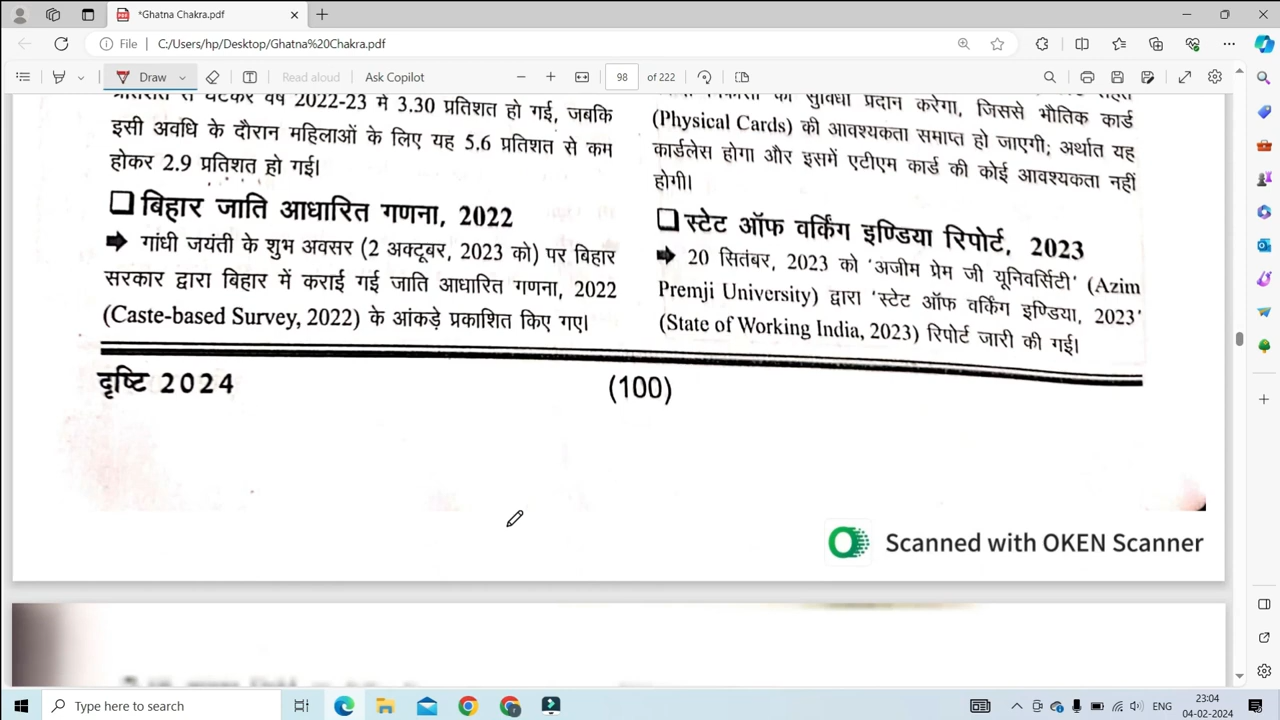 *Ghatna Chakra.pdf
File
C:/Users/hp/Desktop/Ghatna%20Chakra.pdf
Draw
Read aloud
Ask Copilot
98
of 222
2022-23 में 3.30 प्रतिशत हो गई, जबकि
इसी अवधि के दौरान महिलाओं के लिए यह 5.6 प्रतिशत से कम
होकर 2.9 प्रतिशत हो गई।
बिहार जाति आधारित गणना, 2022
गांधी जयंती के शुभ अवसर (2 अक्टूबर, 2023 को) पर बिहार
सरकार द्वारा बिहार में कराई गई जाति आधारित गणना, 2022
(Caste-based Survey, 2022) के आंकड़े प्रकाशित किए गए।
सुविधा प्रदान करेगा, जिससे भौतिक कार्ड
(Physical Cards) की आवश्यकता समाप्त हो जाएगी; अर्थात यह
कार्डलेस होगा और इसमें एटीएम कार्ड की कोई आवश्यकता नहीं
होगी।
स्टेट ऑफ वर्किंग इण्डिया रिपोर्ट, 2023
20 सितंबर, 2023 को 'अजीम प्रेम जी यूनिवर्सिटी' (Azim
Premji University) द्वारा 'स्टेट ऑफ वर्किंग इण्डिया, 2023'
(State of Working India, 2023) रिपोर्ट जारी की गई।
दृष्टि 2024
(100)
Scanned with OKEN Scanner
Type here to search
ENG
23:04
04-02-2024